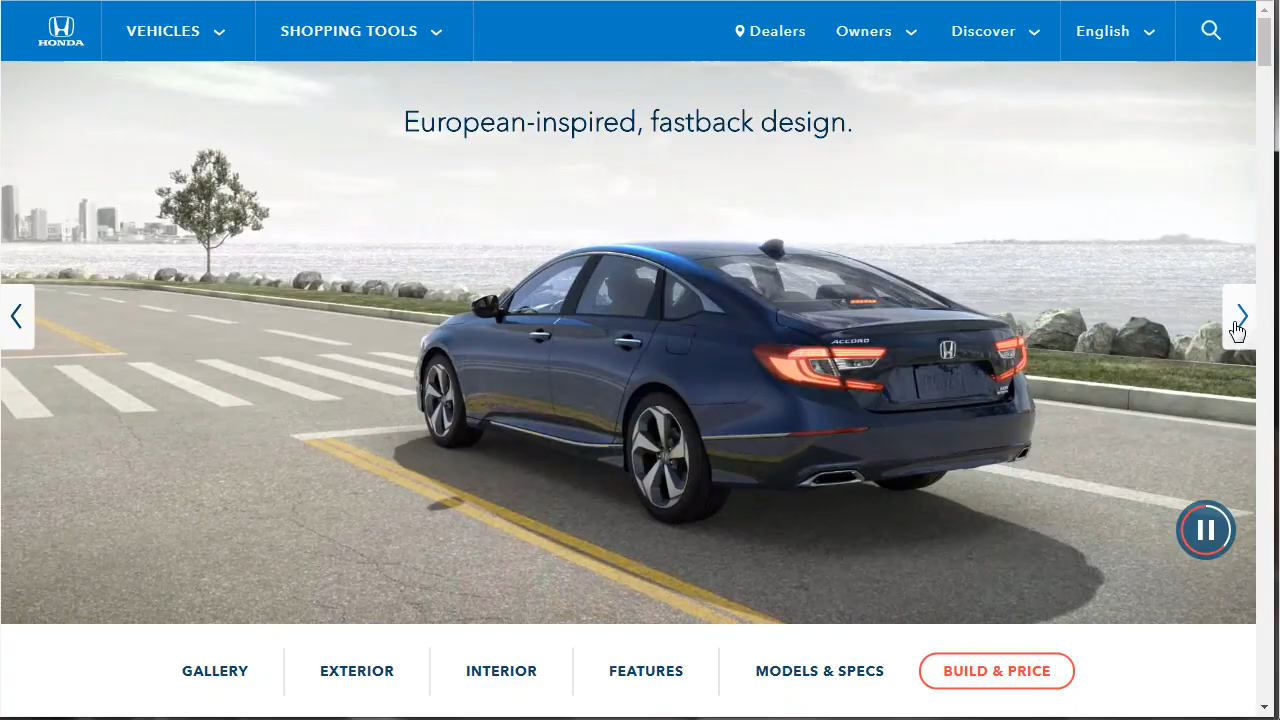 HONDA
VEHICLES
SHOPPING TOOLS
Dealers
Owners
Discover
English
European-inspired, fastback design.
ACCORD
GALLERY
EXTERIOR
INTERIOR
FEATURES
MODELS & SPECS
BUILD & PRICE